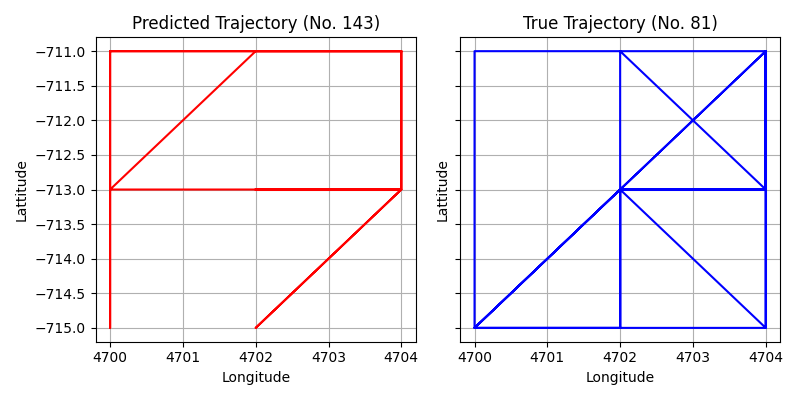 Predicted Trajectory (No. 143)
True Trajectory (No. 81)
−711.0
−711.5
−712.0
−712.5
−713.0
−713.5
−714.0
−714.5
−715.0
Lattitude
Lattitude
4700 4701 4702 4703 4704
4700 4701 4702 4703 4704
Longitude
Longitude